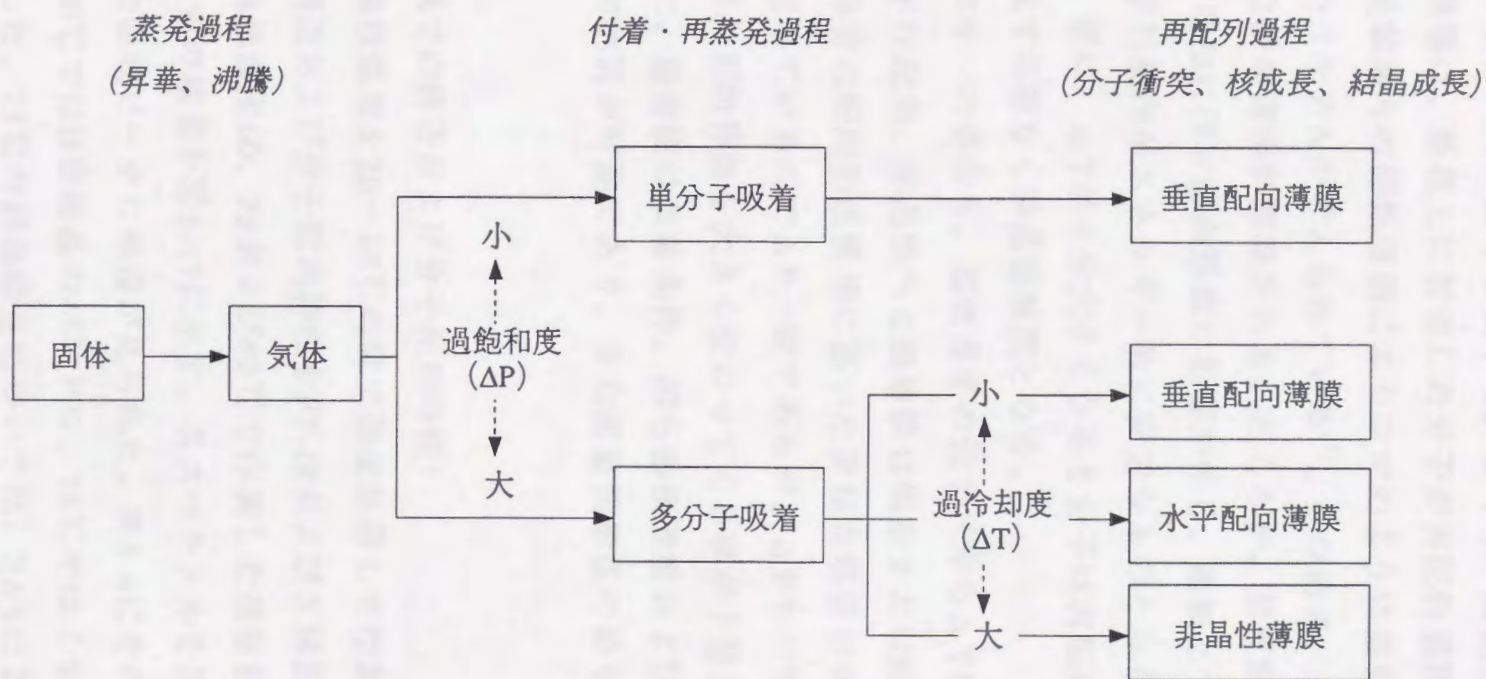 蒸発過程
(昇華、沸騰)
付着・再蒸発過程
再配列過程
(分子衝突、核成長、結晶成長)
固体
気体
小
過飽和度
(ΔP)
大
単分子吸着
多分子吸着
小
過冷却度
(ΔT)
大
垂直配向薄膜
垂直配向薄膜
水平配向薄膜
非晶性薄膜